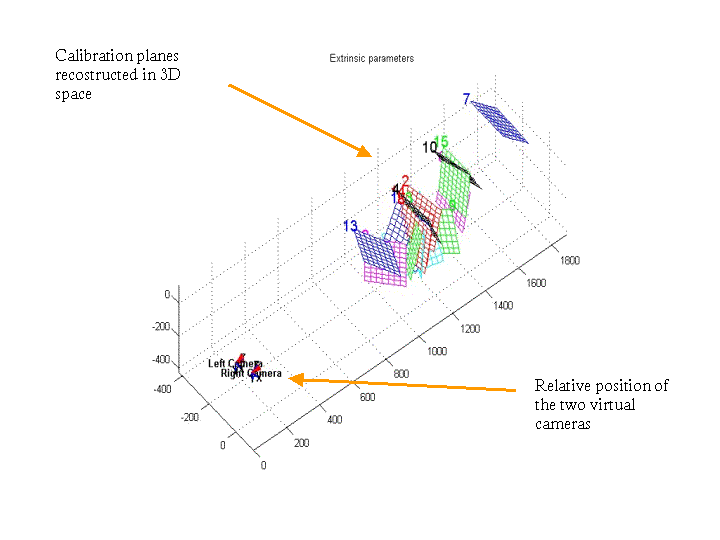 Calibration planes
recostructed in 3D
space
Extrinsic parameters
7
15
10
2
4
13
0
-200
-400
-400
-200
0
Left Camera
Right Camera
X
0
200
400
600
800
1000
1200
1400
1600
1800
Relative position of
the two virtual
cameras